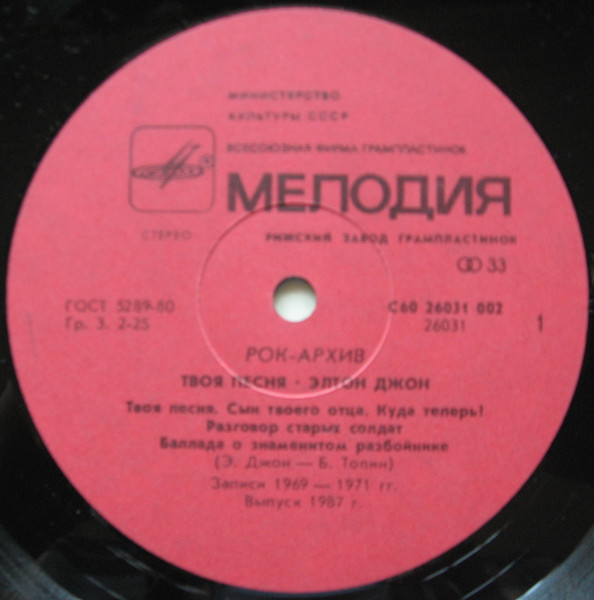 МИНИСТЕРСТВО
КУЛЬТУРЫ СССР
ВСЕСОЮЗНАЯ ФИРМА ГРАМПЛАСТИНОК
МЕЛОДИЯ
СТЕРЕО
РИЖСКИЙ ЗАВОД ГРАМПЛАСТИНОК
33
ГОСТ 5289-80
Гр. 3. 2-25
С60 26031 002
26031
1
РОК-АРХИВ
ТВОЯ ПЕСНЯ · ЭЛТОН ДЖОН
Твоя песня. Сын твоего отца. Куда теперь!
Разговор старых солдат
Баллада о знаменитом разбойнике
(Э. Джон — Б. Топин)
Записи 1969 — 1971 гг.
Выпуск 1987 г.